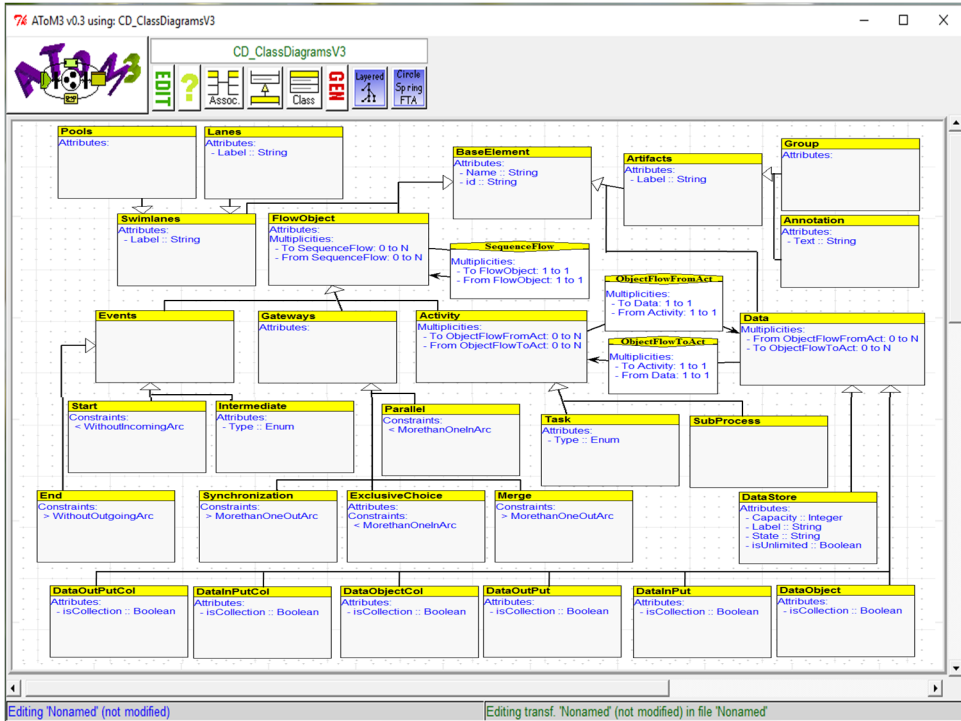 AToM3 v0.3 using: CD_ClassDiagramsV3
AToM3
CD_ClassDiagramsV3
EDIT
?
Assoc.
Class
GEN
Layered
Circle
Spring
FTA
Pools
Attributes:
Lanes
Attributes:
- Label :: String
BaseElement
Attributes:
- Name :: String
- id :: String
Artifacts
Attributes:
- Label :: String
Group
Attributes:
Swimlanes
Attributes:
- Label :: String
FlowObject
Attributes:
Multiplicities:
- To SequenceFlow: 0 to N
- From SequenceFlow: 0 to N
SequenceFlow
Multiplicities:
- To FlowObject: 1 to 1
- From FlowObject: 1 to 1
Annotation
Attributes:
- Text :: String
ObjectFlowFromAct
Multiplicities:
- To Data: 1 to 1
- From Activity: 1 to 1
Events
Gateways
Attributes:
Activity
Multiplicities:
- To ObjectFlowFromAct: 0 to N
- From ObjectFlowToAct: 0 to N
ObjectFlowToAct
Multiplicities:
- To Activity: 1 to 1
- From Data: 1 to 1
Data
Multiplicities:
- From ObjectFlowFromAct: 0 to N
- To ObjectFlowToAct: 0 to N
Start
Constraints:
< WithoutIncomingArc
Intermediate
Attributes:
- Type :: Enum
Parallel
Constraints:
< MorethanOneInArc
Task
Attributes:
- Type :: Enum
SubProcess
End
Constraints:
> WithoutOutgoingArc
Synchronization
Constraints:
> MorethanOneOutArc
ExclusiveChoice
Attributes:
Constraints:
< MorethanOneInArc
Merge
Constraints:
> MorethanOneOutArc
DataStore
Attributes:
- Capacity :: Integer
- Label :: String
- State :: String
- isUnlimited :: Boolean
DataOutPutCol
Attributes:
- isCollection :: Boolean
DataInPutCol
Attributes:
- isCollection :: Boolean
DataObjectCol
Attributes:
- isCollection :: Boolean
DataOutPut
Attributes:
- isCollection :: Boolean
DataInPut
Attributes:
- isCollection :: Boolean
DataObject
Attributes:
- isCollection :: Boolean
Editing 'Nonamed' (not modified)
Editing transf. 'Nonamed' (not modified) in file 'Nonamed'